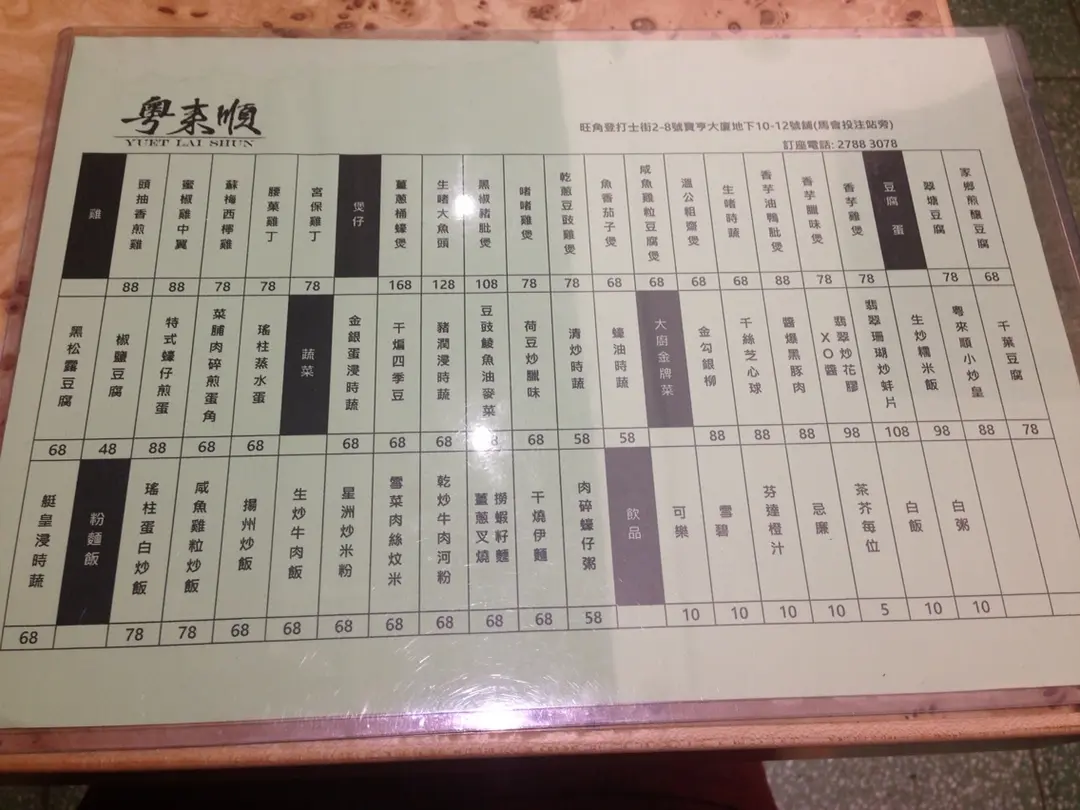 粵來順
YUET LAI SHUN
旺角登打士街2-8號寶亨大廈地下10-12號舖(馬會投注站旁)
訂座電話: 2788 3078
雞
頭抽香煎雞
88
蜜椒雞中翼
88
蘇梅西檸雞
78
腰菓雞丁
78
宮保雞丁
78
煲仔
薑蔥桶蠔煲
168
生啫大魚頭
128
黑椒豬肶煲
108
啫啫雞煲
78
乾蔥豆豉雞煲
78
魚香茄子煲
68
咸魚雞粒豆腐煲
68
溫公祖齋煲
68
生啫時蔬
68
香芋油鴨肶煲
88
香芋臘味煲
78
香芋雞煲
78
豆腐 蛋
翠塘豆腐
78
家鄉煎釀豆腐
68
黑松露豆腐
68
椒鹽豆腐
48
特式蠔仔煎蛋
88
菜脯肉碎煎蛋角
68
瑤柱蒸水蛋
68
蔬菜
金銀蛋浸時蔬
68
干煸四季豆
68
豬潤浸時蔬
68
豆豉鯪魚油麥菜
荷豆炒臘味
68
清炒時蔬
58
蠔油時蔬
58
大廚金牌菜
金勾銀柳
88
千絲芝心球
88
醬爆黑豚肉
88
翡翠炒花膠
XO醬
98
翡翠珊瑚炒蚌片
108
生炒糯米飯
98
粵來順小炒皇
88
千葉豆腐
78
艇皇浸時蔬
68
粉麵飯
瑤柱蛋白炒飯
78
咸魚雞粒炒飯
78
揚州炒飯
68
生炒牛肉飯
68
星洲炒米粉
68
雪菜肉絲炆米
68
乾炒牛肉河粉
68
撈蝦籽麵
薑蔥叉燒
68
干燒伊麵
68
肉碎蠔仔粥
58
飲品
可樂
10
雪碧
10
芬達橙汁
10
忌廉
10
茶芥每位
5
白飯
10
白粥
10